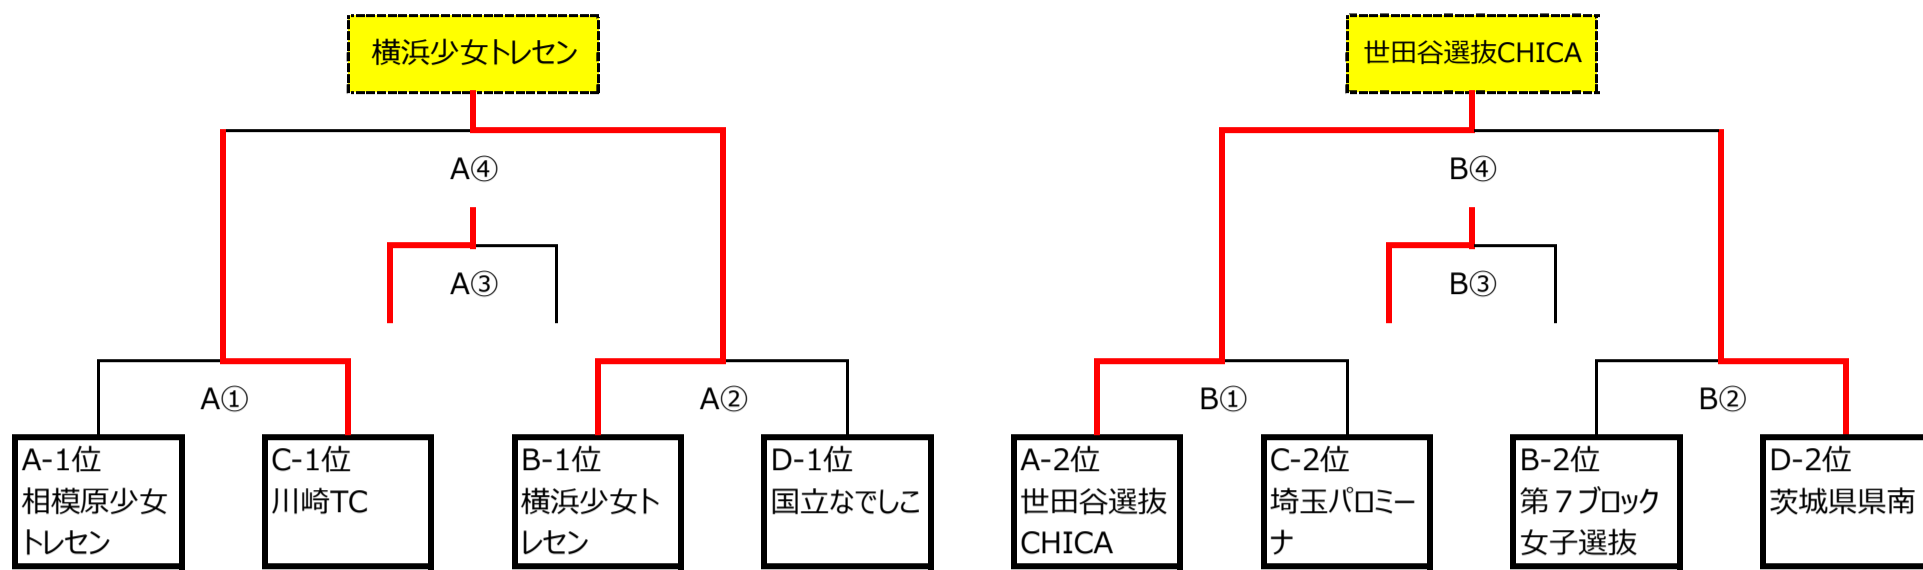 横浜少女トレセン
世田谷選抜CHICA
A④
B④
A③
B③
A①
A②
B①
B②
A-1位
相模原少女
トレセン
C-1位
川崎TC
B-1位
横浜少女ト
レセン
D-1位
国立なでしこ
A-2位
世田谷選抜
CHICA
C-2位
埼玉パロミー
ナ
B-2位
第７ブロック
女子選抜
D-2位
茨城県県南